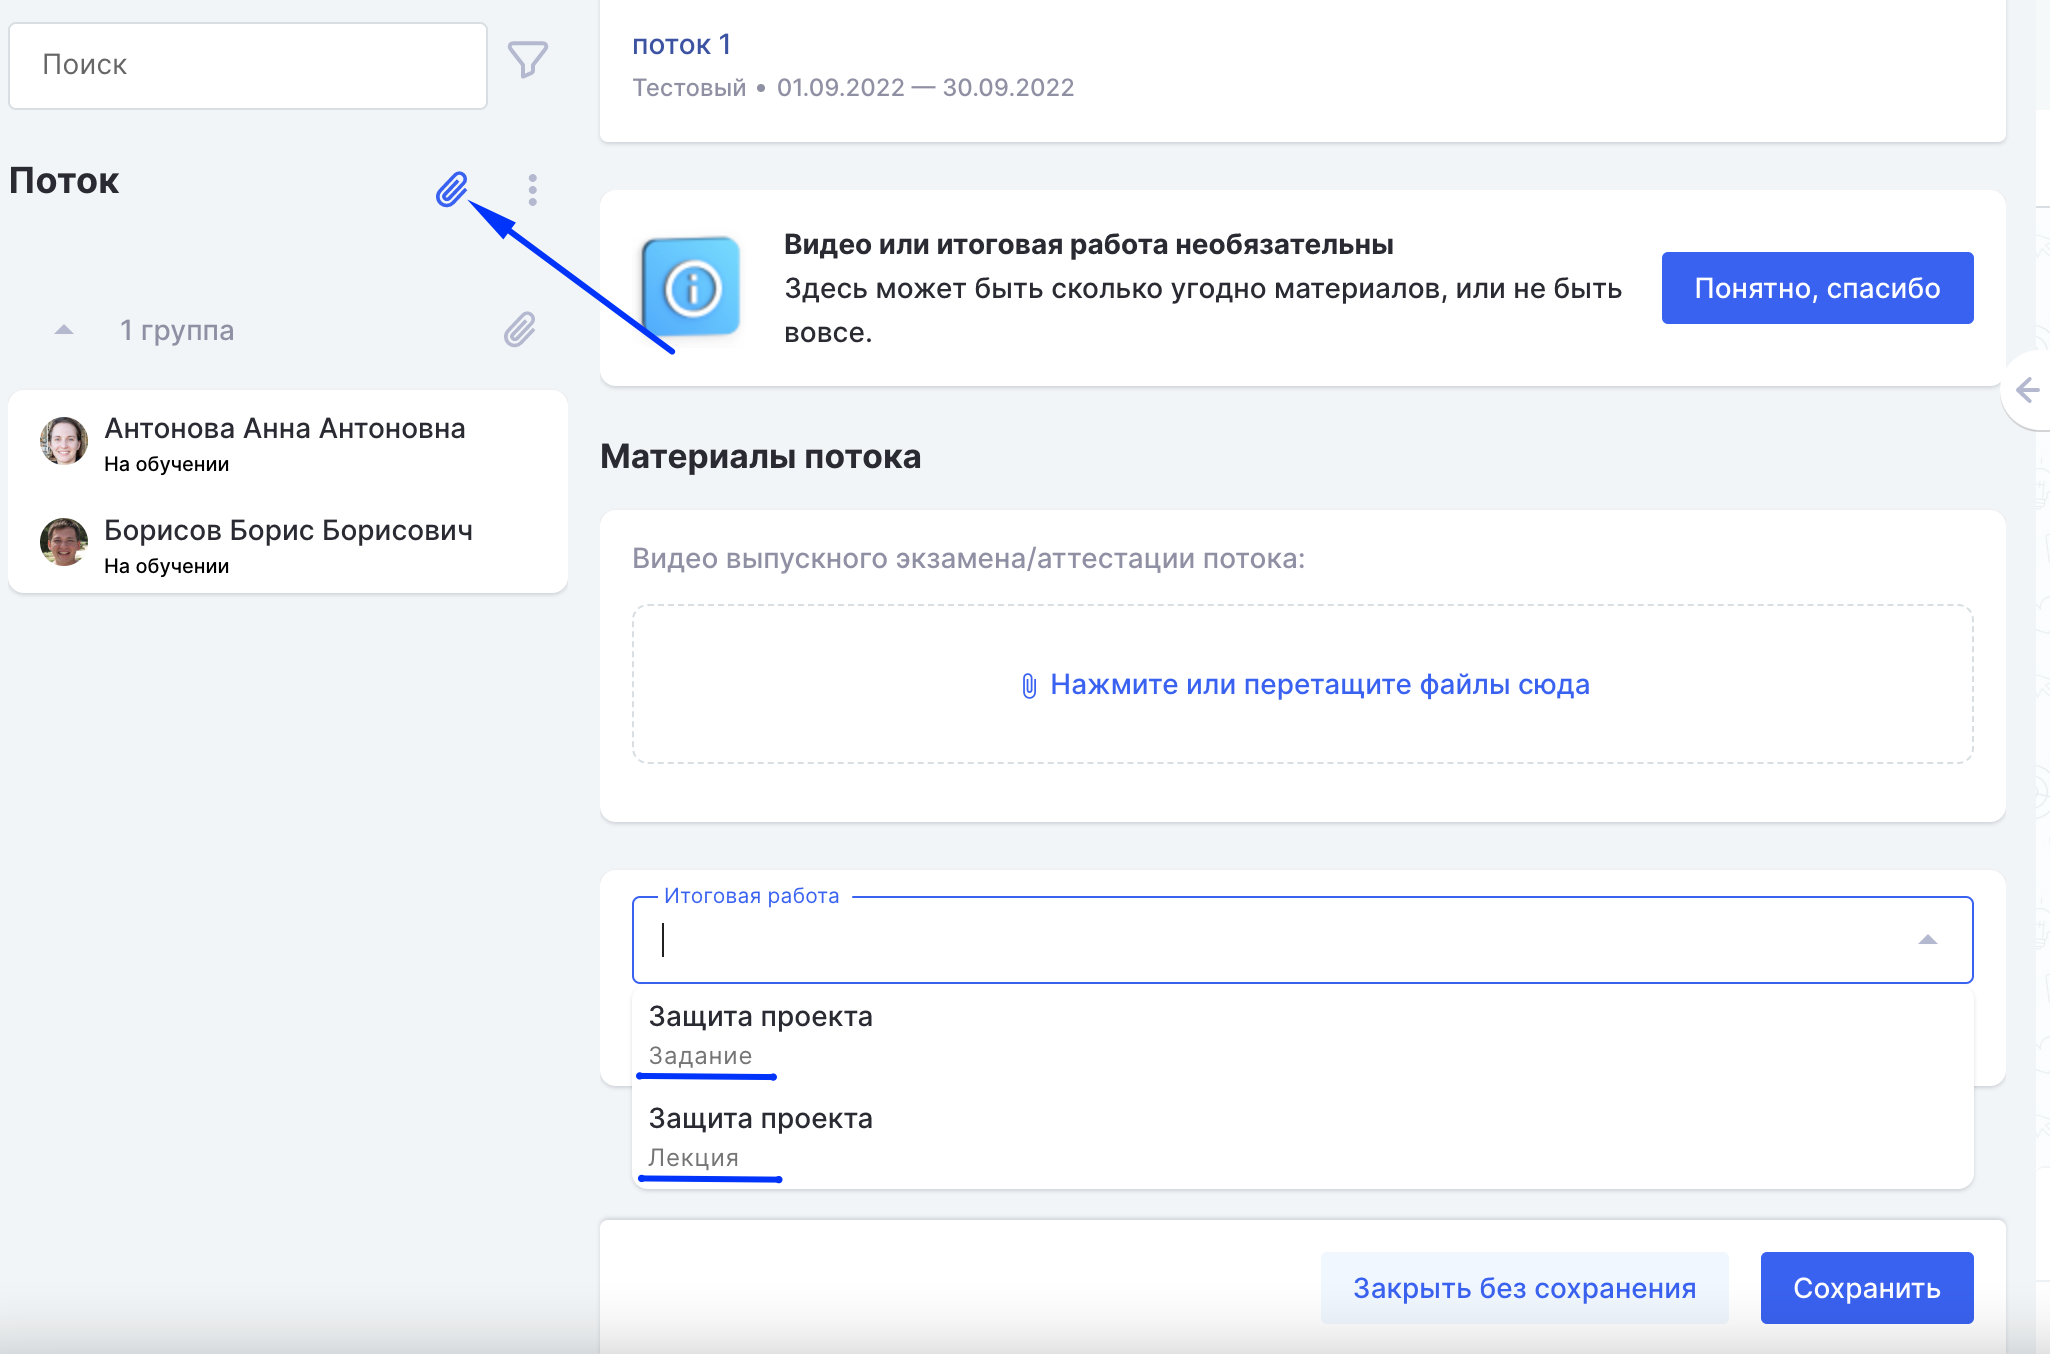 Поиск
Поток
1 группа
Антонова Анна Антоновна
На обучении
Борисов Борис Борисович
На обучении
поток 1
Тестовый • 01.09.2022 — 30.09.2022
Видео или итоговая работа необязательны
Здесь может быть сколько угодно материалов, или не быть
вовсе.
Понятно, спасибо
Материалы потока
Видео выпускного экзамена/аттестации потока:
Нажмите или перетащите файлы сюда
Итоговая работа
Защита проекта
Задание
Защита проекта
Лекция
Закрыть без сохранения
Сохранить